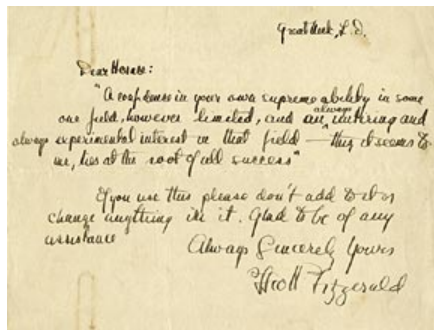 Great Neck, L.I.
Dear Horace:
"A confidence in your own supreme ability in some
one field, however limited, and an always untiring and
always experimental interest in that field — this it seems to
me, lies at the root of all success"
If you use this please don't add to it or
change anything in it. Glad to be of any
assistance
Always Sincerely Yours
F Scott Fitzgerald